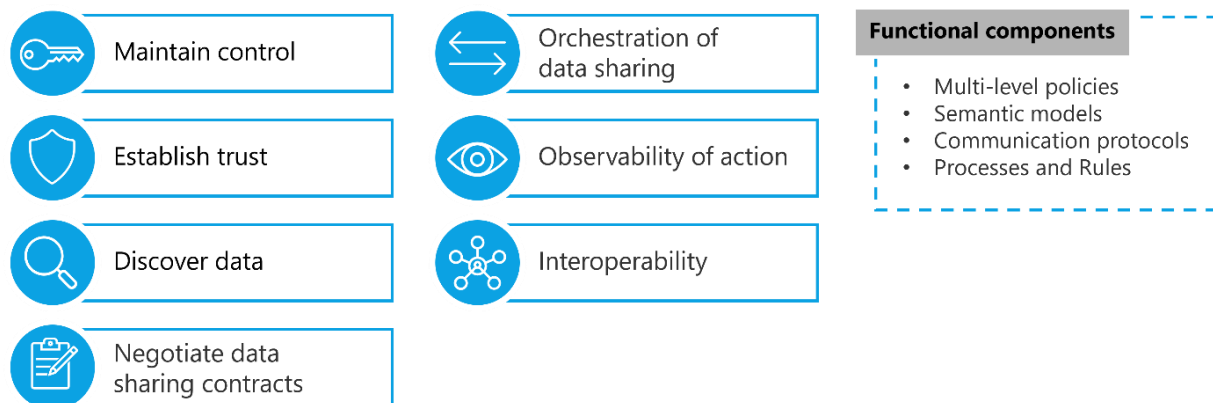 Maintain control
Establish trust
Discover data
Negotiate data
sharing contracts
Orchestration of
data sharing
Observability of action
Interoperability
Functional components
• Multi-level policies
• Semantic models
• Communication protocols
• Processes and Rules